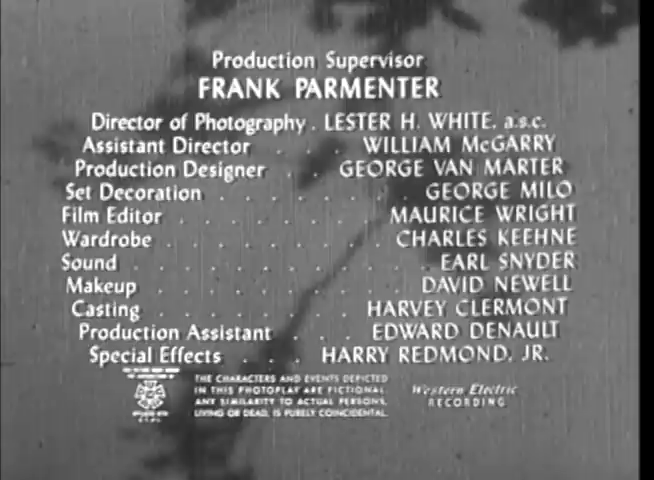 Production Supervisor
FRANK PARMENTER
Director of Photography . LESTER H. WHITE, a.s.c.
Assistant Director . . . WILLIAM McGARRY
Production Designer . . GEORGE VAN MARTER
Set Decoration . . . . . . . . GEORGE MILO
Film Editor . . . . . . . . MAURICE WRIGHT
Wardrobe . . . . . . . . CHARLES KEEHNE
Sound . . . . . . . . . . . EARL SNYDER
Makeup . . . . . . . . . DAVID NEWELL
Casting . . . . . . . HARVEY CLERMONT
Production Assistant . . . EDWARD DENAULT
Special Effects . . . HARRY REDMOND, JR.
THE CHARACTERS AND EVENTS DEPICTED
IN THIS PHOTOPLAY ARE FICTIONAL.
ANY SIMILARITY TO ACTUAL PERSONS,
LIVING OR DEAD, IS PURELY COINCIDENTAL.
Western Electric
RECORDING